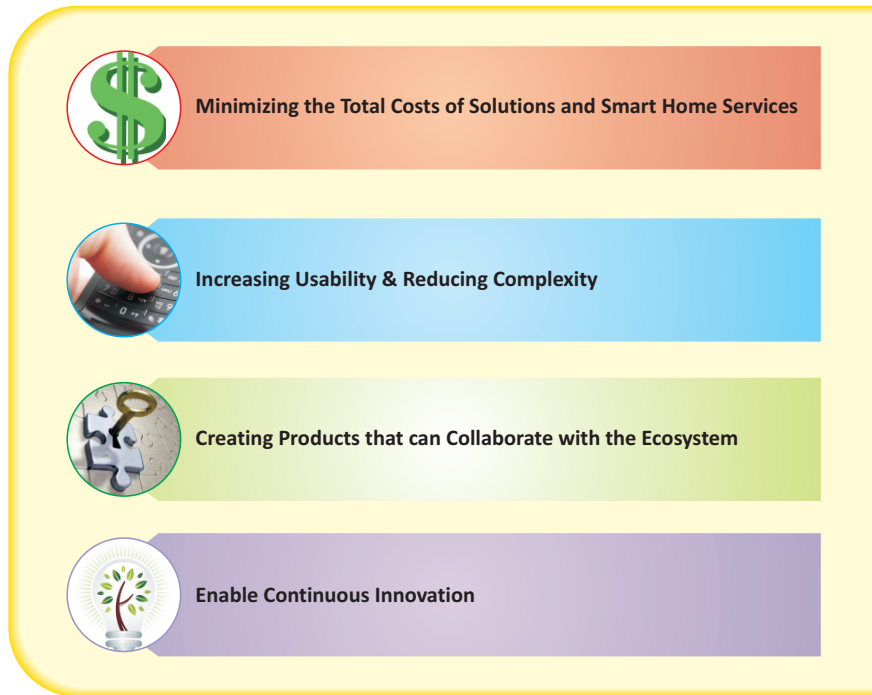 Minimizing the Total Costs of Solutions and Smart Home Services
Increasing Usability & Reducing Complexity
Creating Products that can Collaborate with the Ecosystem
Enable Continuous Innovation